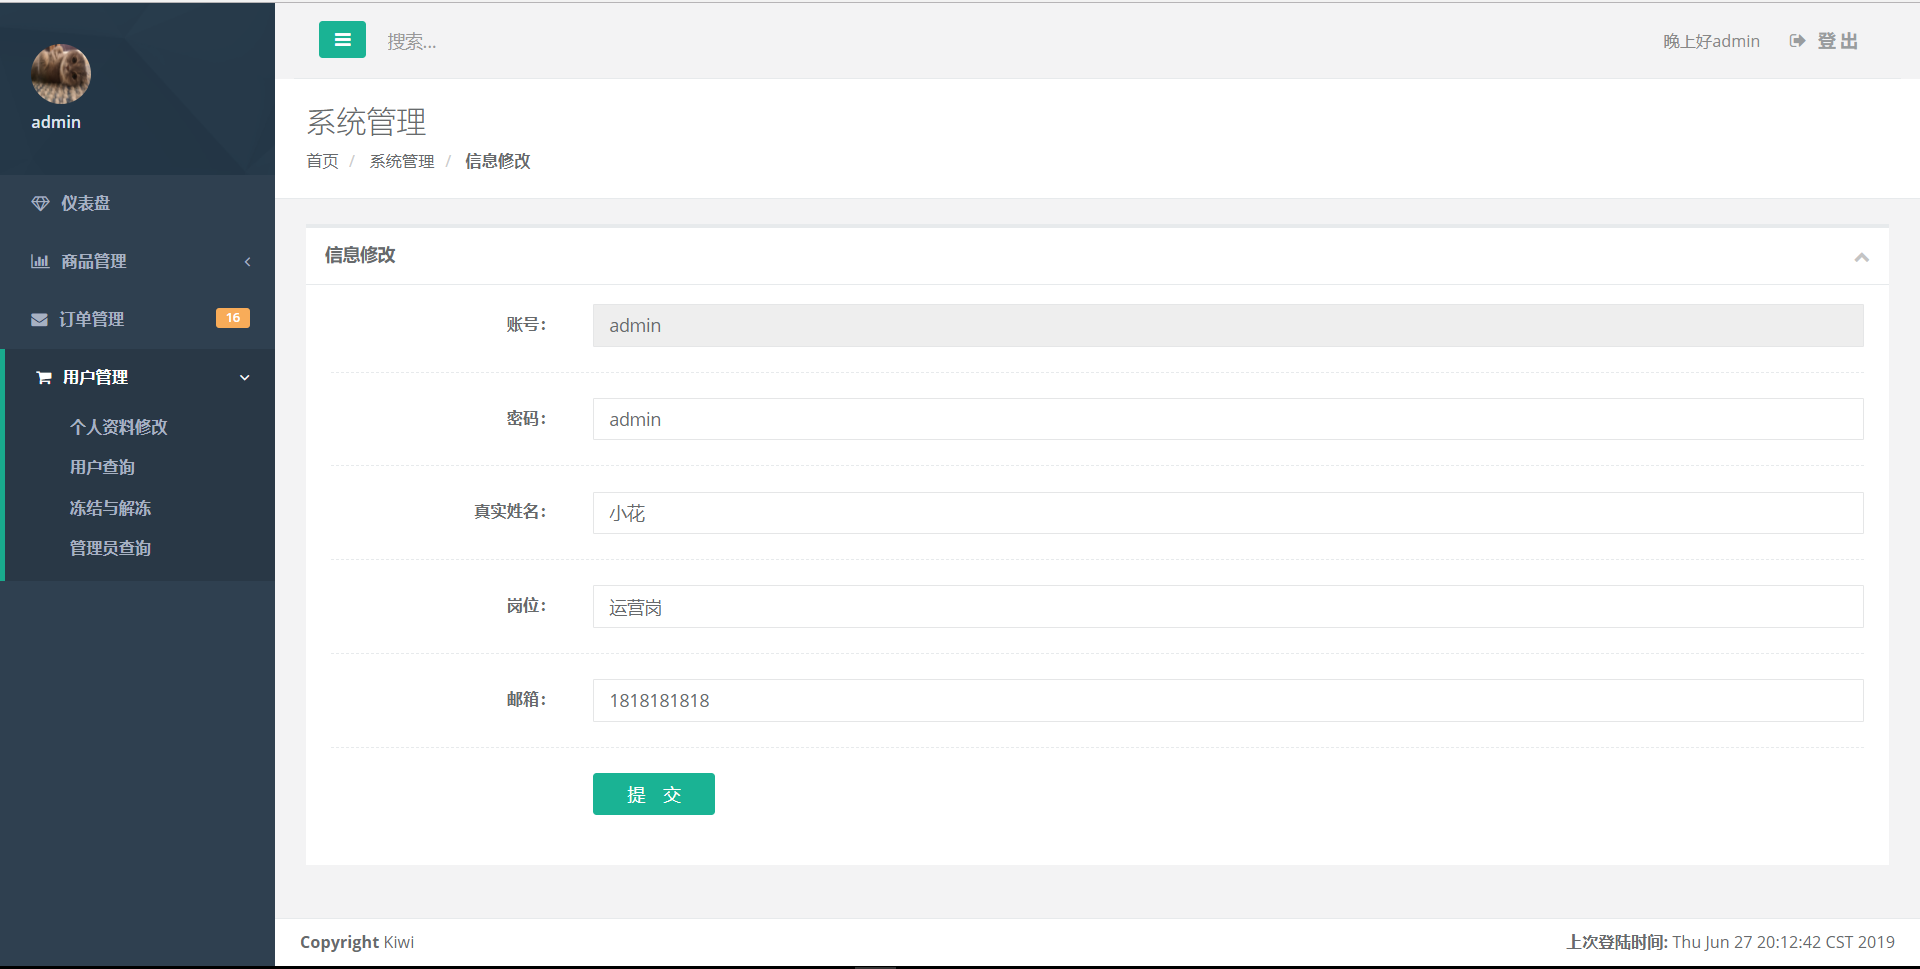 搜索...
晚上好admin
登 出
admin
仪表盘
商品管理
订单管理 16
用户管理
个人资料修改
用户查询
冻结与解冻
管理员查询
系统管理
首页 / 系统管理 / 信息修改
信息修改
账号： admin
密码： admin
真实姓名： 小花
岗位： 运营岗
邮箱： 1818181818
提 交
Copyright Kiwi
上次登陆时间: Thu Jun 27 20:12:42 CST 2019